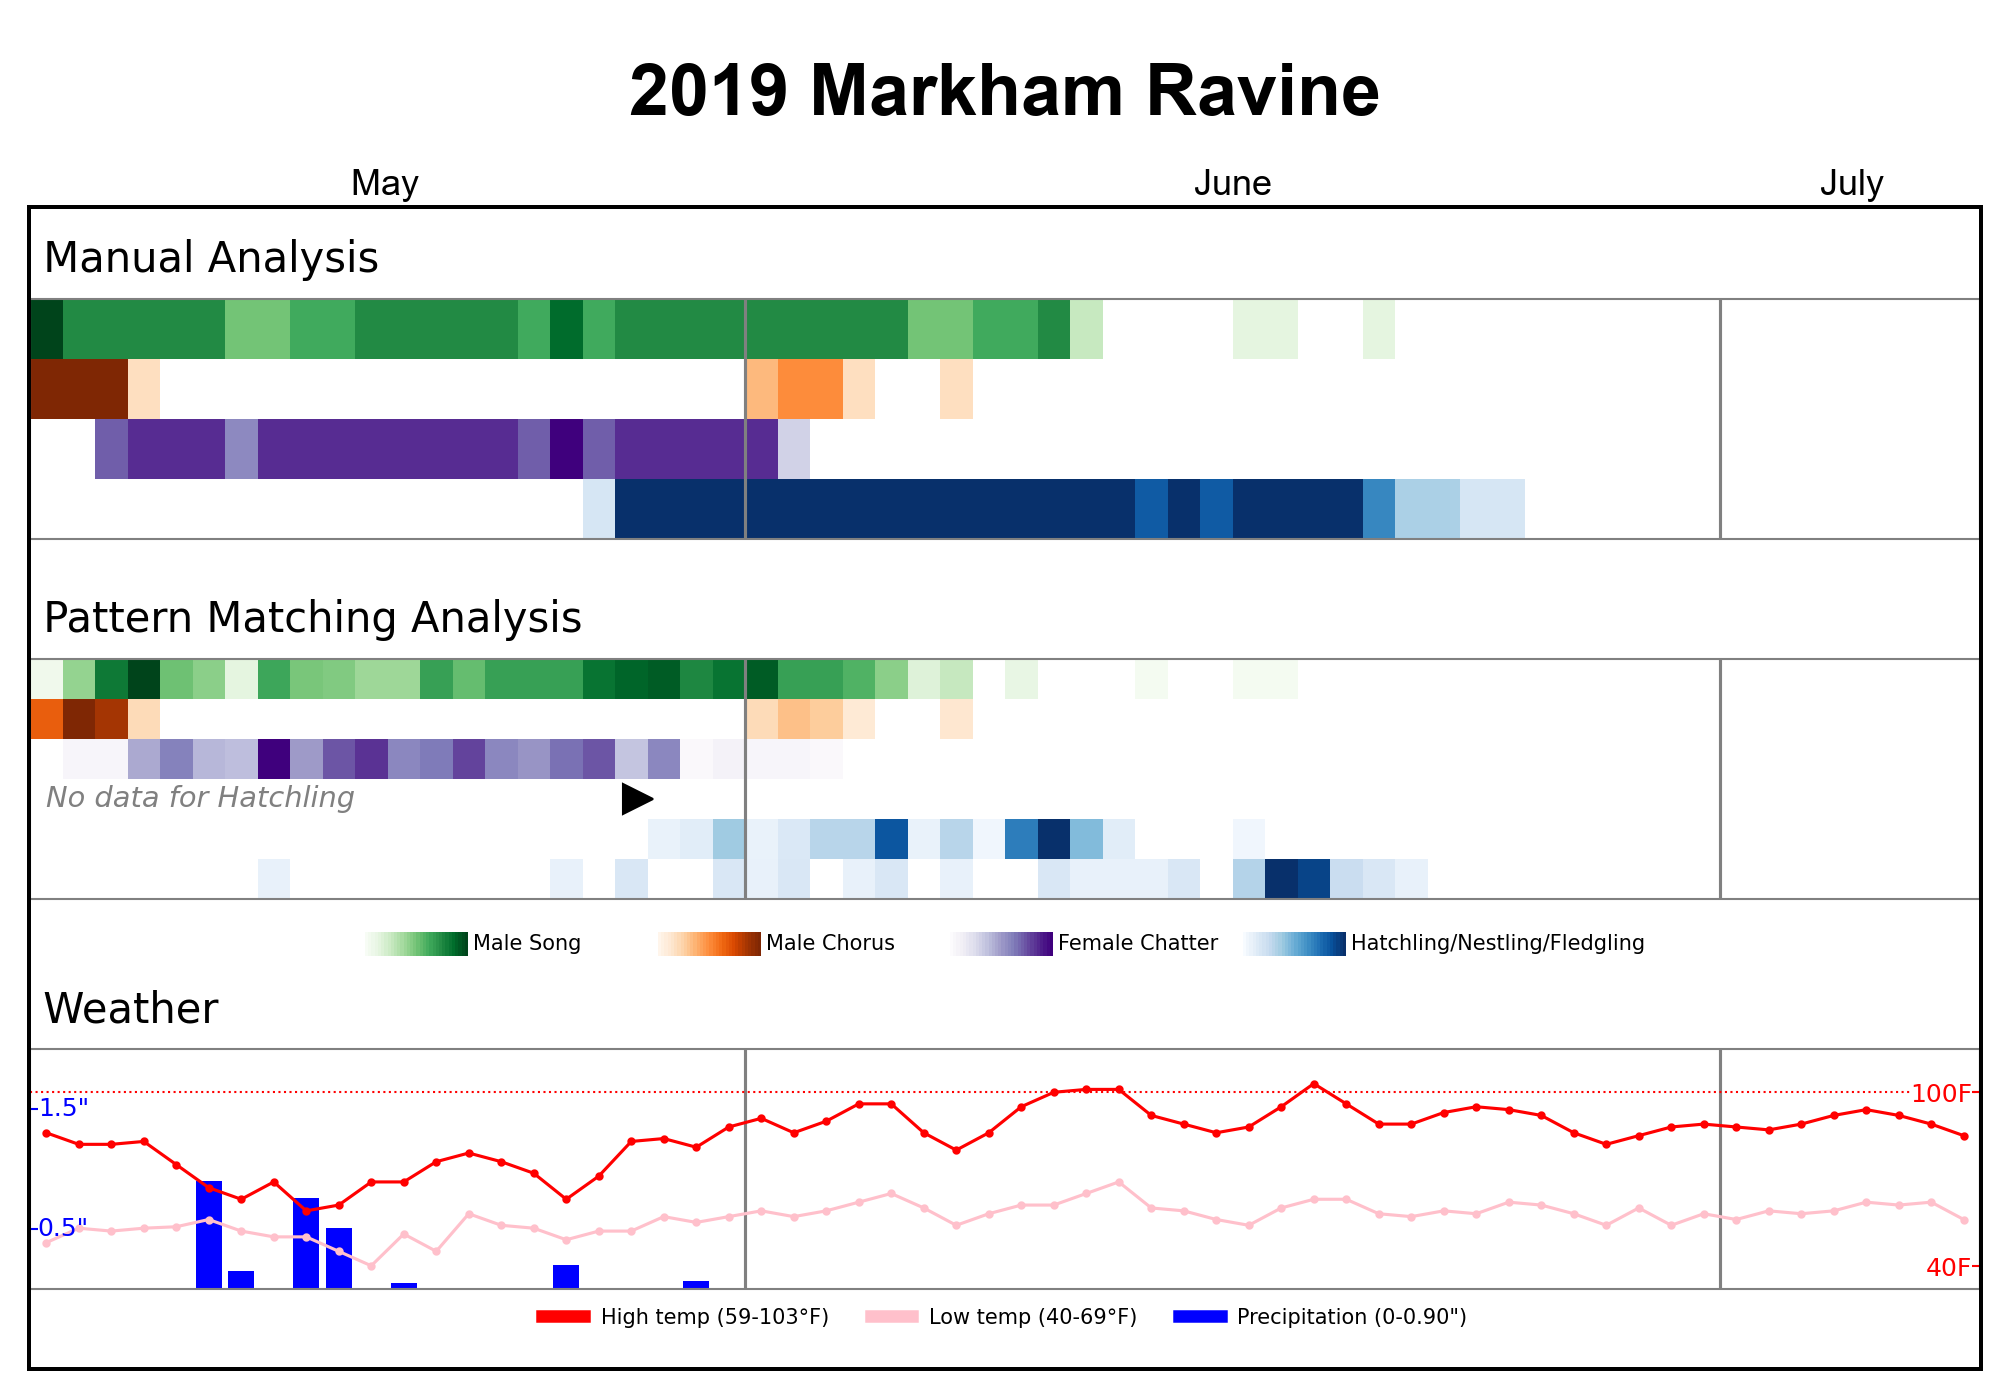 2019 Markham Ravine
May June July
Manual Analysis
Pattern Matching Analysis
No data for Hatchling
Male Song Male Chorus Female Chatter Hatchling/Nestling/Fledgling
Weather
100F
1.5"
0.5"
40F
High temp (59-103°F) Low temp (40-69°F) Precipitation (0-0.90")